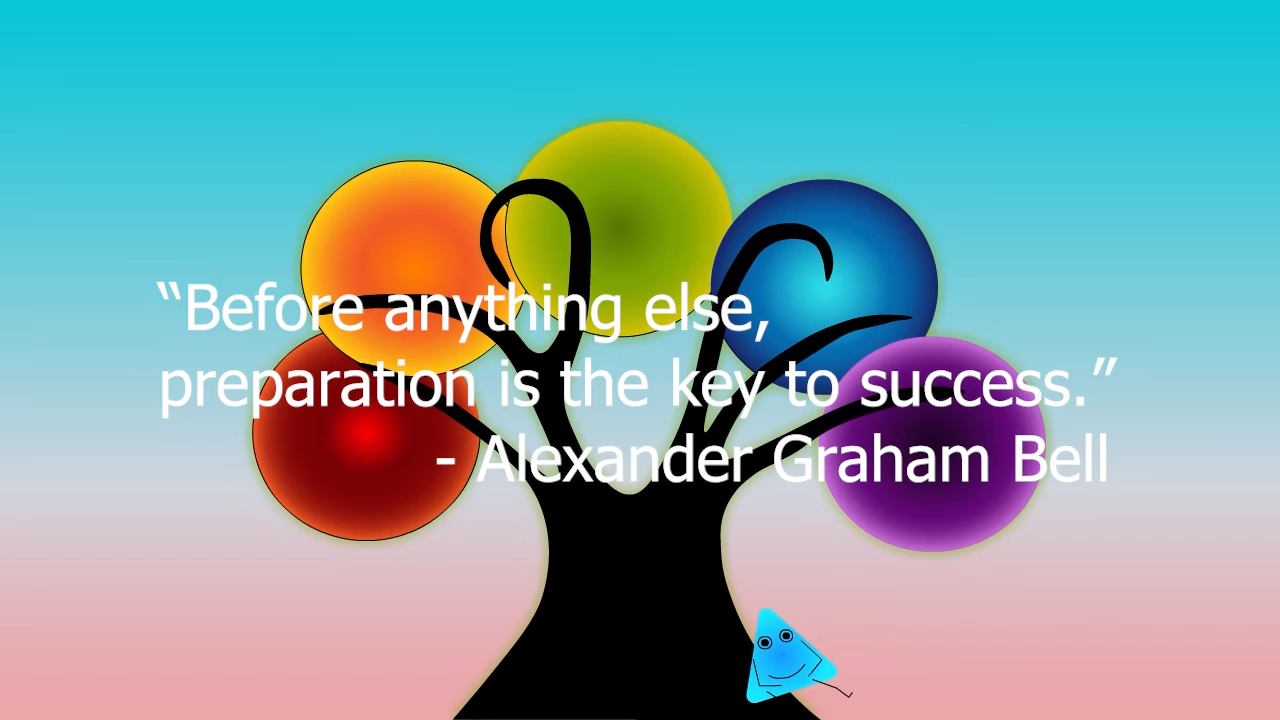 “Before anything else,
preparation is the key to success.”
- Alexander Graham Bell